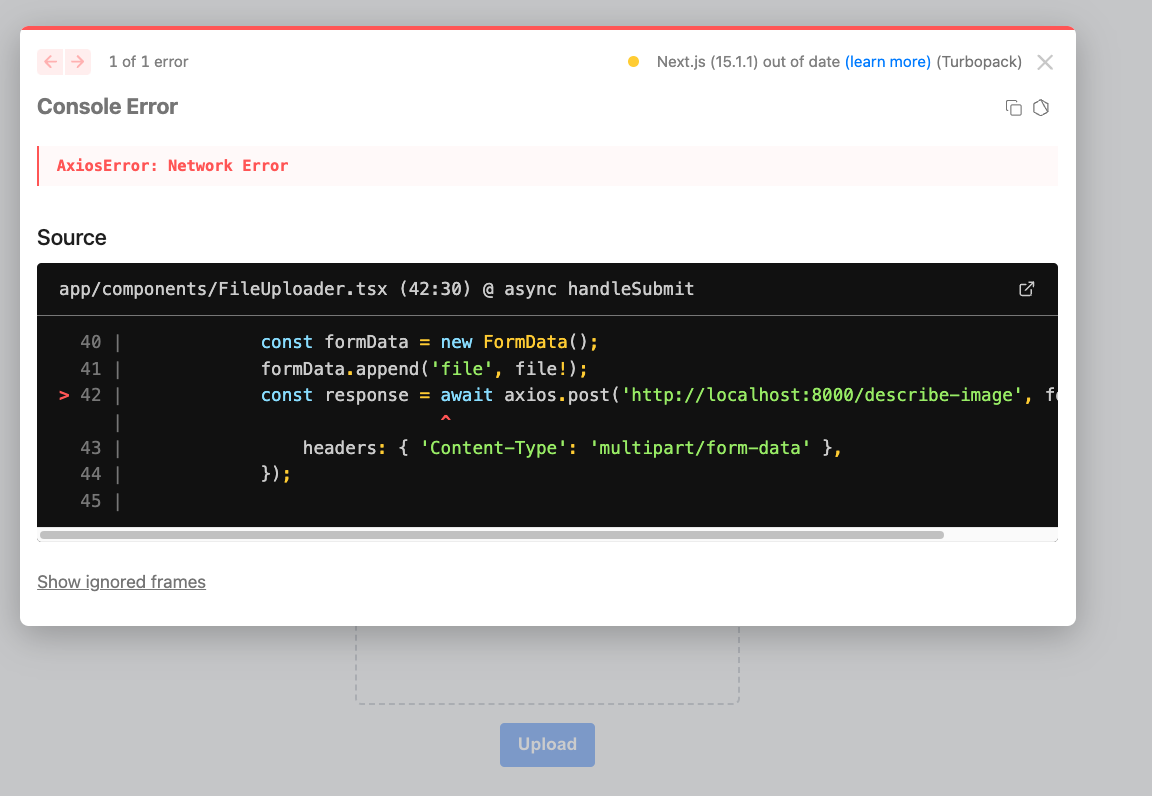 1 of 1 error
Next.js (15.1.1) out of date (learn more) (Turbopack)
Console Error
AxiosError: Network Error
Source
app/components/FileUploader.tsx (42:30) @ async handleSubmit
40 | const formData = new FormData();
41 | formData.append('file', file!);
> 42 | const response = await axios.post('http://localhost:8000/describe-image', f
| ^
43 | headers: { 'Content-Type': 'multipart/form-data' },
44 | });
45 |
Show ignored frames
Upload